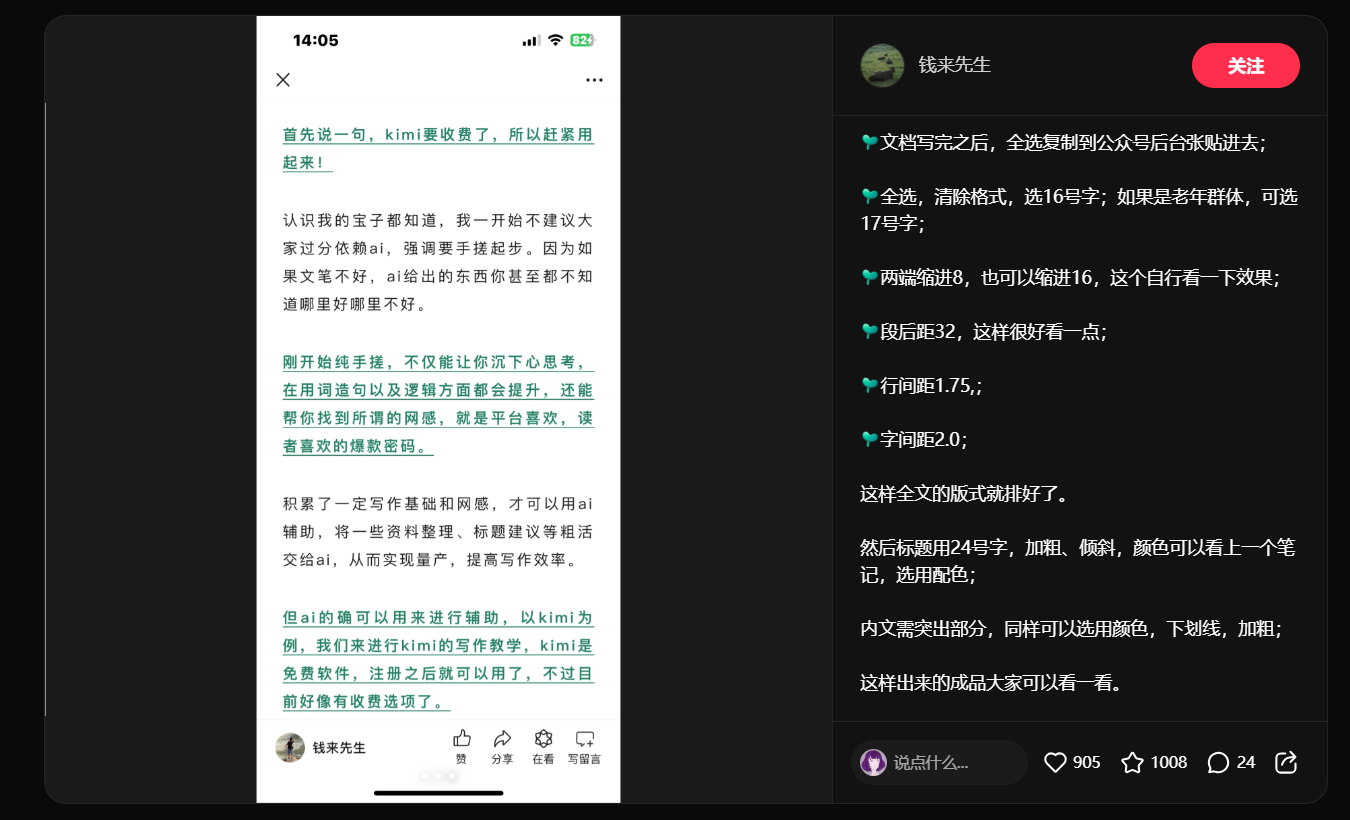 14:05
82
首先说一句，kimi要收费了，所以赶紧用
起来！
认识我的宝子都知道，我一开始不建议大
家过分依赖ai，强调要手搓起步。因为如
果文笔不好，ai给出的东西你甚至都不知
道哪里好哪里不好。
刚开始纯手搓，不仅能让你沉下心思考，
在用词造句以及逻辑方面都会提升，还能
帮你找到所谓的网感，就是平台喜欢，读
者喜欢的爆款密码。
积累了一定写作基础和网感，才可以用ai
辅助，将一些资料整理、标题建议等粗活
交给ai，从而实现量产，提高写作效率。
但ai的确可以用来进行辅助，以kimi为
例，我们来进行kimi的写作教学，kimi是
免费软件，注册之后就可以用了，不过目
前好像有收费选项了。
钱来先生
赞
分享
在看
写留言
钱来先生
关注
文档写完之后，全选复制到公众号后台张贴进去；
全选，清除格式，选16号字；如果是老年群体，可选
17号字；
两端缩进8，也可以缩进16，这个自行看一下效果；
段后距32，这样很好看一点；
行间距1.75,；
字间距2.0；
这样全文的版式就排好了。
然后标题用24号字，加粗、倾斜，颜色可以看上一个笔
记，选用配色；
内文需突出部分，同样可以选用颜色，下划线，加粗；
这样出来的成品大家可以看一看。
说点什么...
905
1008
24